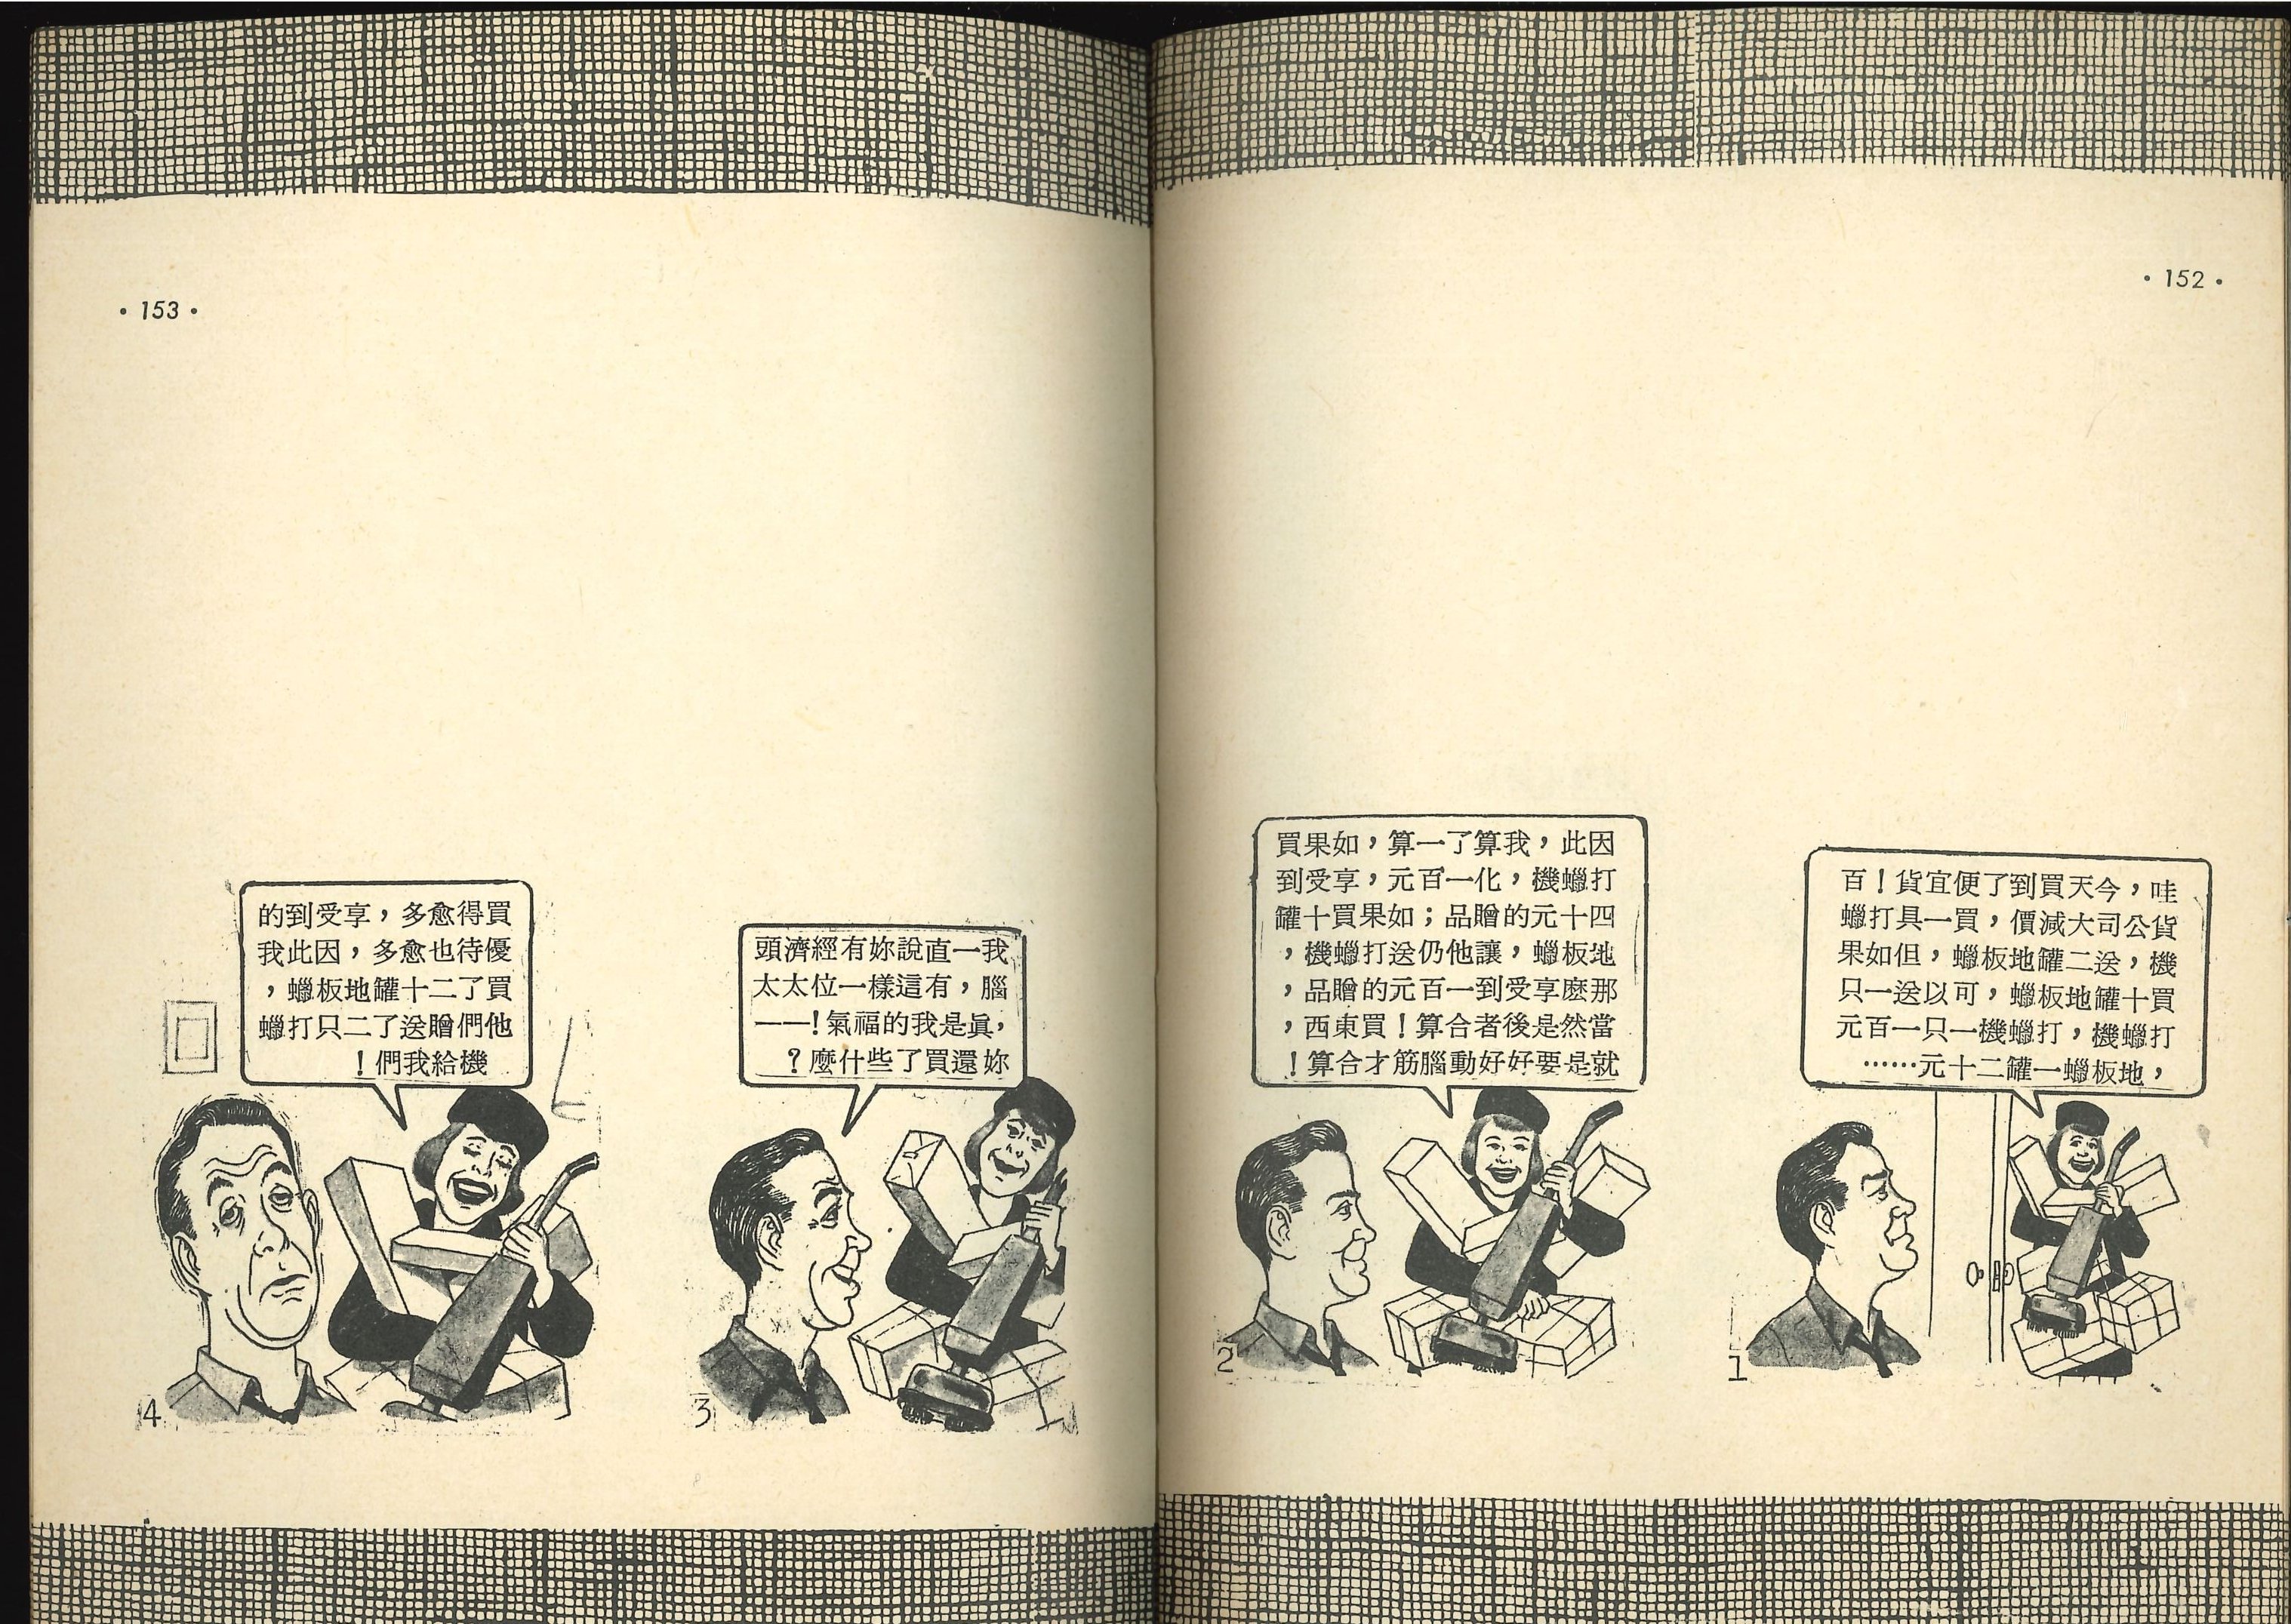 • 152 •
哇，今天買到了便宜貨！百
貨公司大減價，買一具打蠟
機，送二罐地板蠟，但如果
買十罐地板蠟，可以送一只
打蠟機，打蠟機一只一百元
，地板蠟一罐二十元……
1
因此，我算了一算，如果買
打蠟機，化一百元，享受到
四十元的贈品；如果買十罐
地板蠟，讓他仍送打蠟機，
那麼享受到一百元的贈品，
當然是後者合算！買東西，
就是要好好動腦筋才合算！
2
• 153 •
我一直說妳有經濟頭
腦，有這樣一位太太
，眞是我的福氣！——
妳還買了些什麼？
3
買得愈多，享受到的
優待也愈多，因此我
買了二十罐地板蠟，
他們贈送了二只打蠟
機給我們！
4